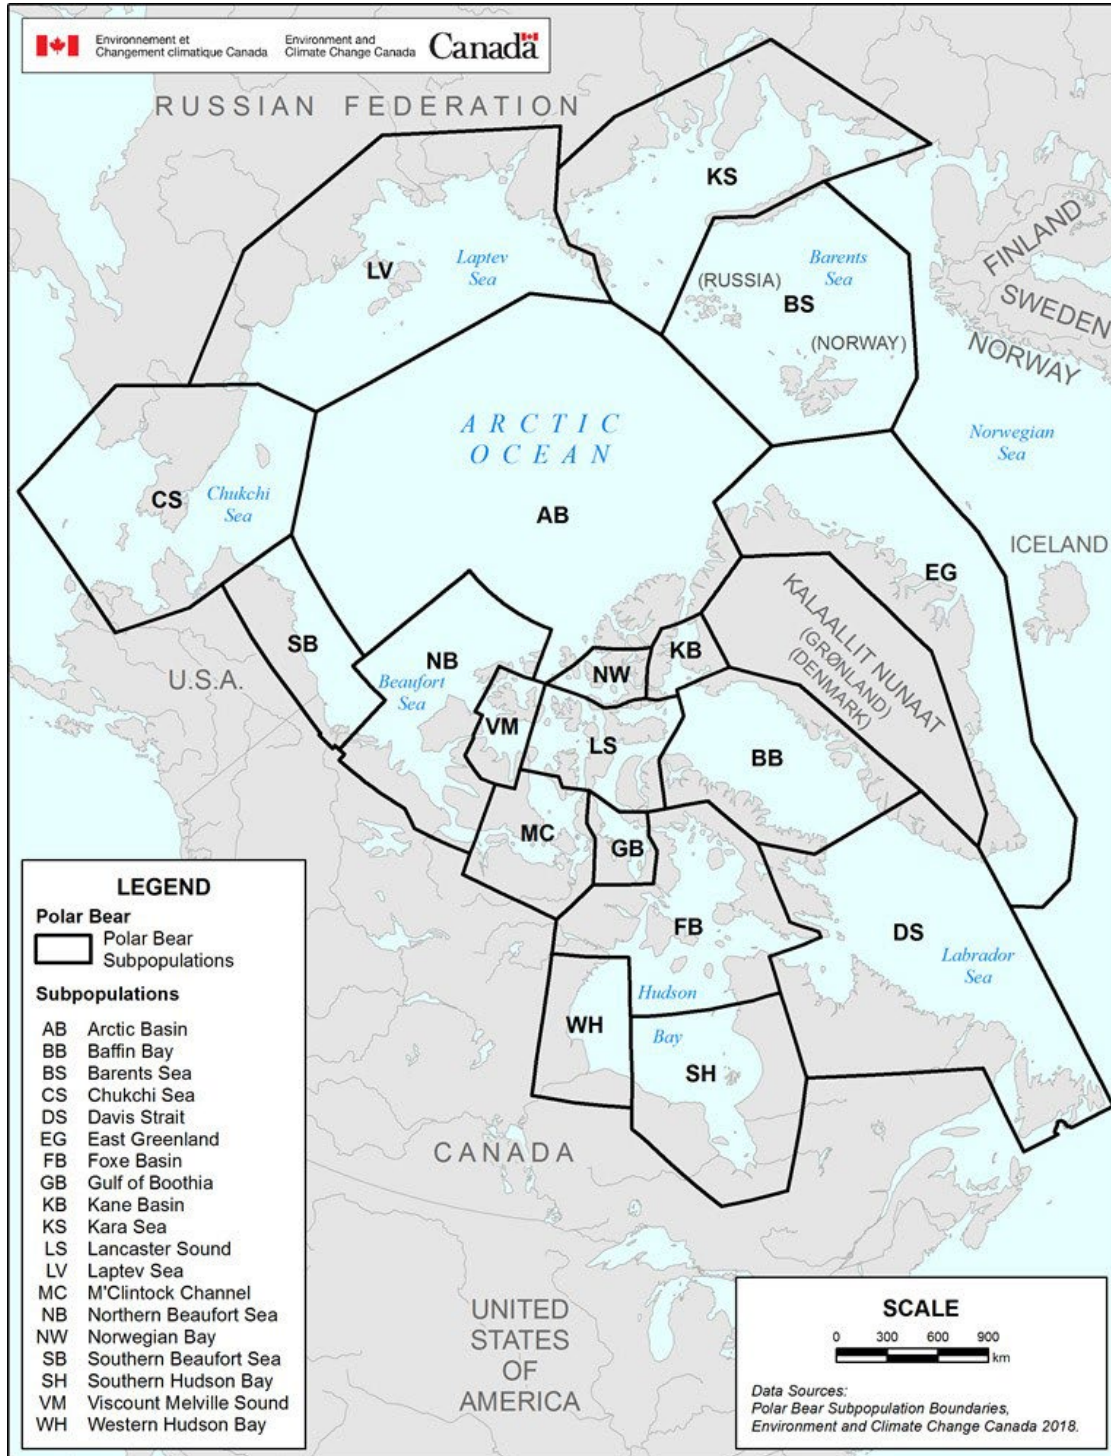 Environnement et
Changement climatique Canada
Environment and
Climate Change Canada
Canada
RUSSIAN FEDERATION
KS
LV
Laptev
Sea
Barents
Sea
(RUSSIA)
BS
(NORWAY)
FINLAND
SWEDEN
NORWAY
ARCTIC
OCEAN
Norwegian
Sea
CS
Chukchi
Sea
AB
ICELAND
EG
KALAALLIT NUNAAT
(GRØNLAND)
(DENMARK)
SB
NB
Beaufort
Sea
NW
KB
U.S.A.
VM
LS
BB
MC
GB
FB
DS
Labrador
Sea
Hudson
Bay
WH
SH
CANADA
UNITED
STATES
OF
AMERICA
LEGEND
Polar Bear
Polar Bear
Subpopulations
Subpopulations
AB Arctic Basin
BB Baffin Bay
BS Barents Sea
CS Chukchi Sea
DS Davis Strait
EG East Greenland
FB Foxe Basin
GB Gulf of Boothia
KB Kane Basin
KS Kara Sea
LS Lancaster Sound
LV Laptev Sea
MC M'Clintock Channel
NB Northern Beaufort Sea
NW Norwegian Bay
SB Southern Beaufort Sea
SH Southern Hudson Bay
VM Viscount Melville Sound
WH Western Hudson Bay
SCALE
0 300 600 900
km
Data Sources:
Polar Bear Subpopulation Boundaries,
Environment and Climate Change Canada 2018.